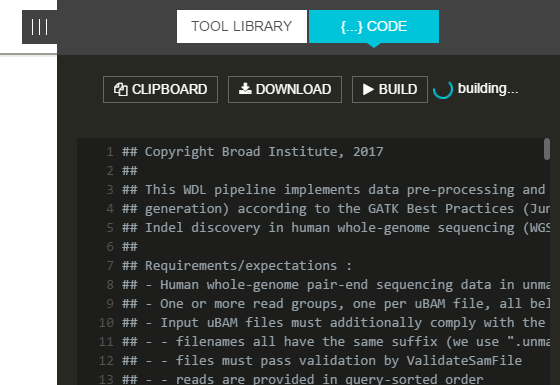 TOOL LIBRARY {...} CODE
CLIPBOARD DOWNLOAD BUILD building...
1 ## Copyright Broad Institute, 2017
2 ##
3 ## This WDL pipeline implements data pre-processing and
4 ## generation) according to the GATK Best Practices (Jun
5 ## Indel discovery in human whole-genome sequencing (WGS
6 ##
7 ## Requirements/expectations :
8 ## - Human whole-genome pair-end sequencing data in unma
9 ## - One or more read groups, one per uBAM file, all bel
10 ## - Input uBAM files must additionally comply with the
11 ## - - filenames all have the same suffix (we use ".unma
12 ## - - files must pass validation by ValidateSamFile
13 ## - - reads are provided in query-sorted order